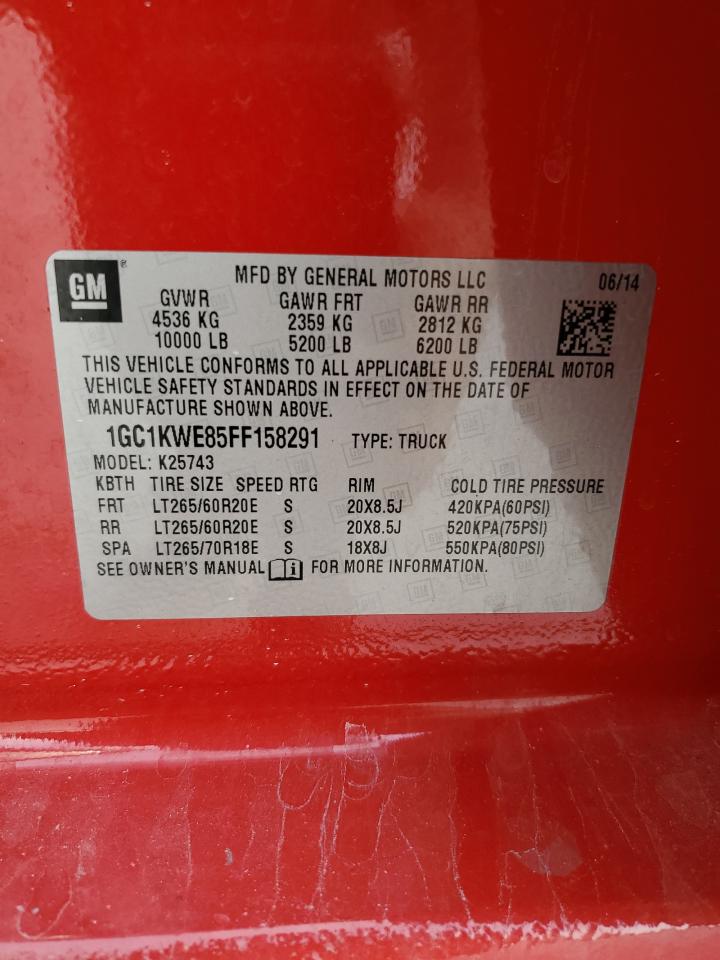 GM®
MFD BY GENERAL MOTORS LLC 06/14
GVWR GAWR FRT GAWR RR
4536 KG 2359 KG 2812 KG
10000 LB 5200 LB 6200 LB
THIS VEHICLE CONFORMS TO ALL APPLICABLE U.S. FEDERAL MOTOR
VEHICLE SAFETY STANDARDS IN EFFECT ON THE DATE OF
MANUFACTURE SHOWN ABOVE.
1GC1KWE85FF158291 TYPE: TRUCK
MODEL: K25743
KBTH TIRE SIZE SPEED RTG RIM COLD TIRE PRESSURE
FRT LT265/60R20E S 20X8.5J 420KPA(60PSI)
RR LT265/60R20E S 20X8.5J 520KPA(75PSI)
SPA LT265/70R18E S 18X8J 550KPA(80PSI)
SEE OWNER'S MANUAL FOR MORE INFORMATION.